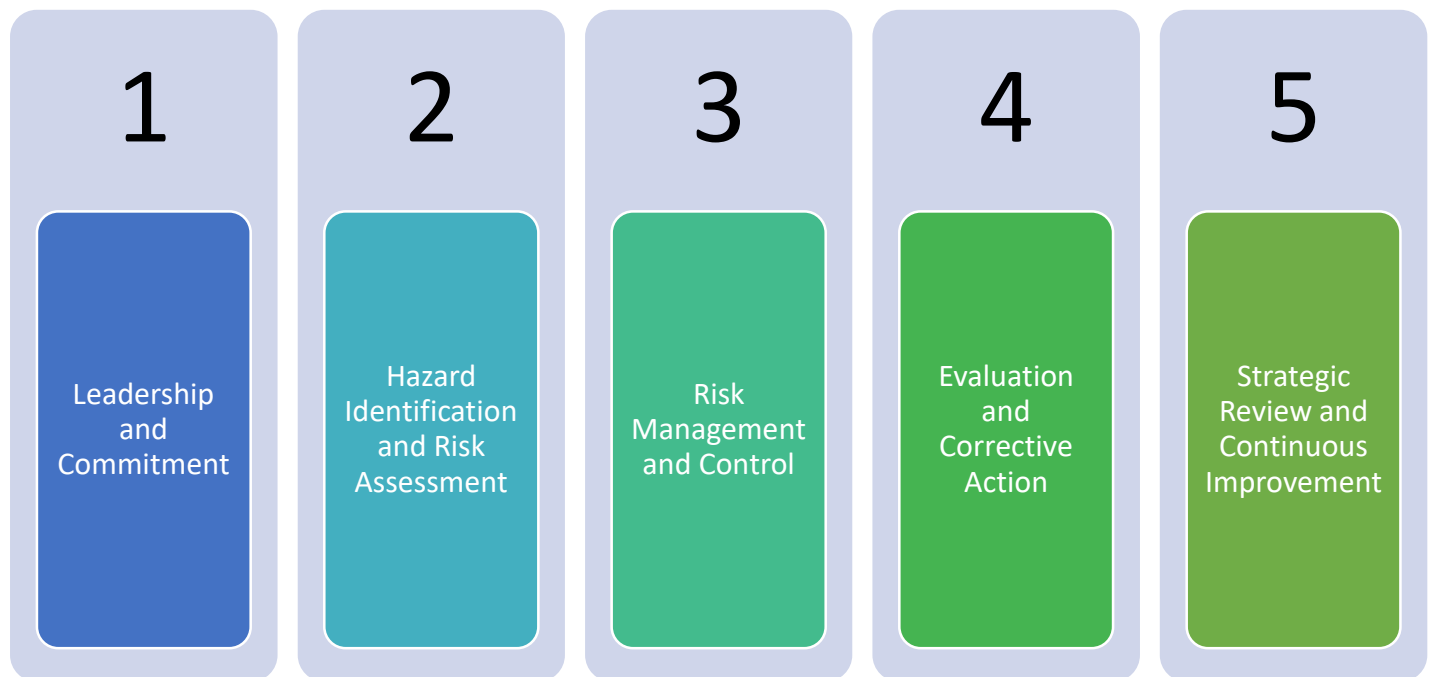 1
Leadership
and
Commitment
2
Hazard
Identification
and Risk
Assessment
3
Risk
Management
and Control
4
Evaluation
and
Corrective
Action
5
Strategic
Review and
Continuous
Improvement